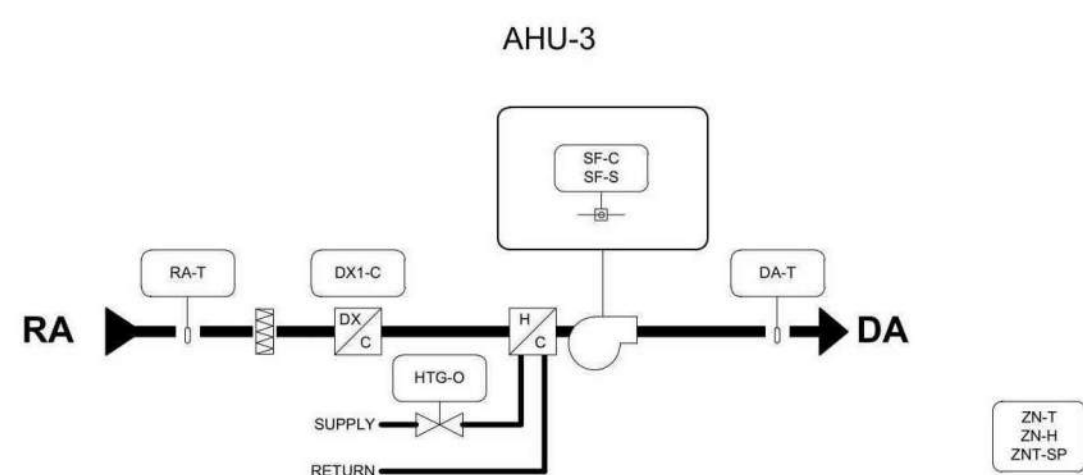 AHU-3
SF-C
SF-S
RA-T
DX1-C
DA-T
RA
DX
C
H
C
DA
HTG-O
SUPPLY
RETURN
ZN-T
ZN-H
ZNT-SP